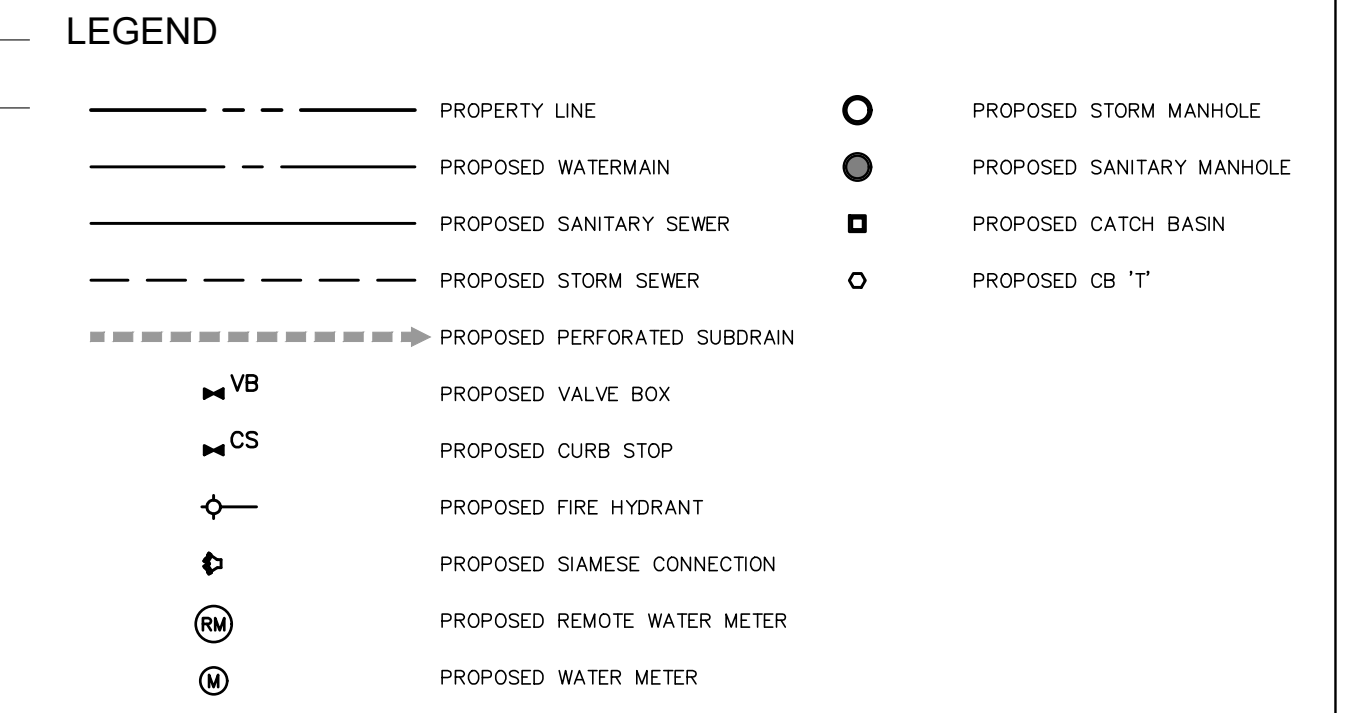 LEGEND
PROPERTY LINE
PROPOSED WATERMAIN
PROPOSED SANITARY SEWER
PROPOSED STORM SEWER
PROPOSED PERFORATED SUBDRAIN
VB PROPOSED VALVE BOX
CS PROPOSED CURB STOP
PROPOSED FIRE HYDRANT
PROPOSED SIAMESE CONNECTION
RM PROPOSED REMOTE WATER METER
M PROPOSED WATER METER
PROPOSED STORM MANHOLE
PROPOSED SANITARY MANHOLE
PROPOSED CATCH BASIN
PROPOSED CB 'T'